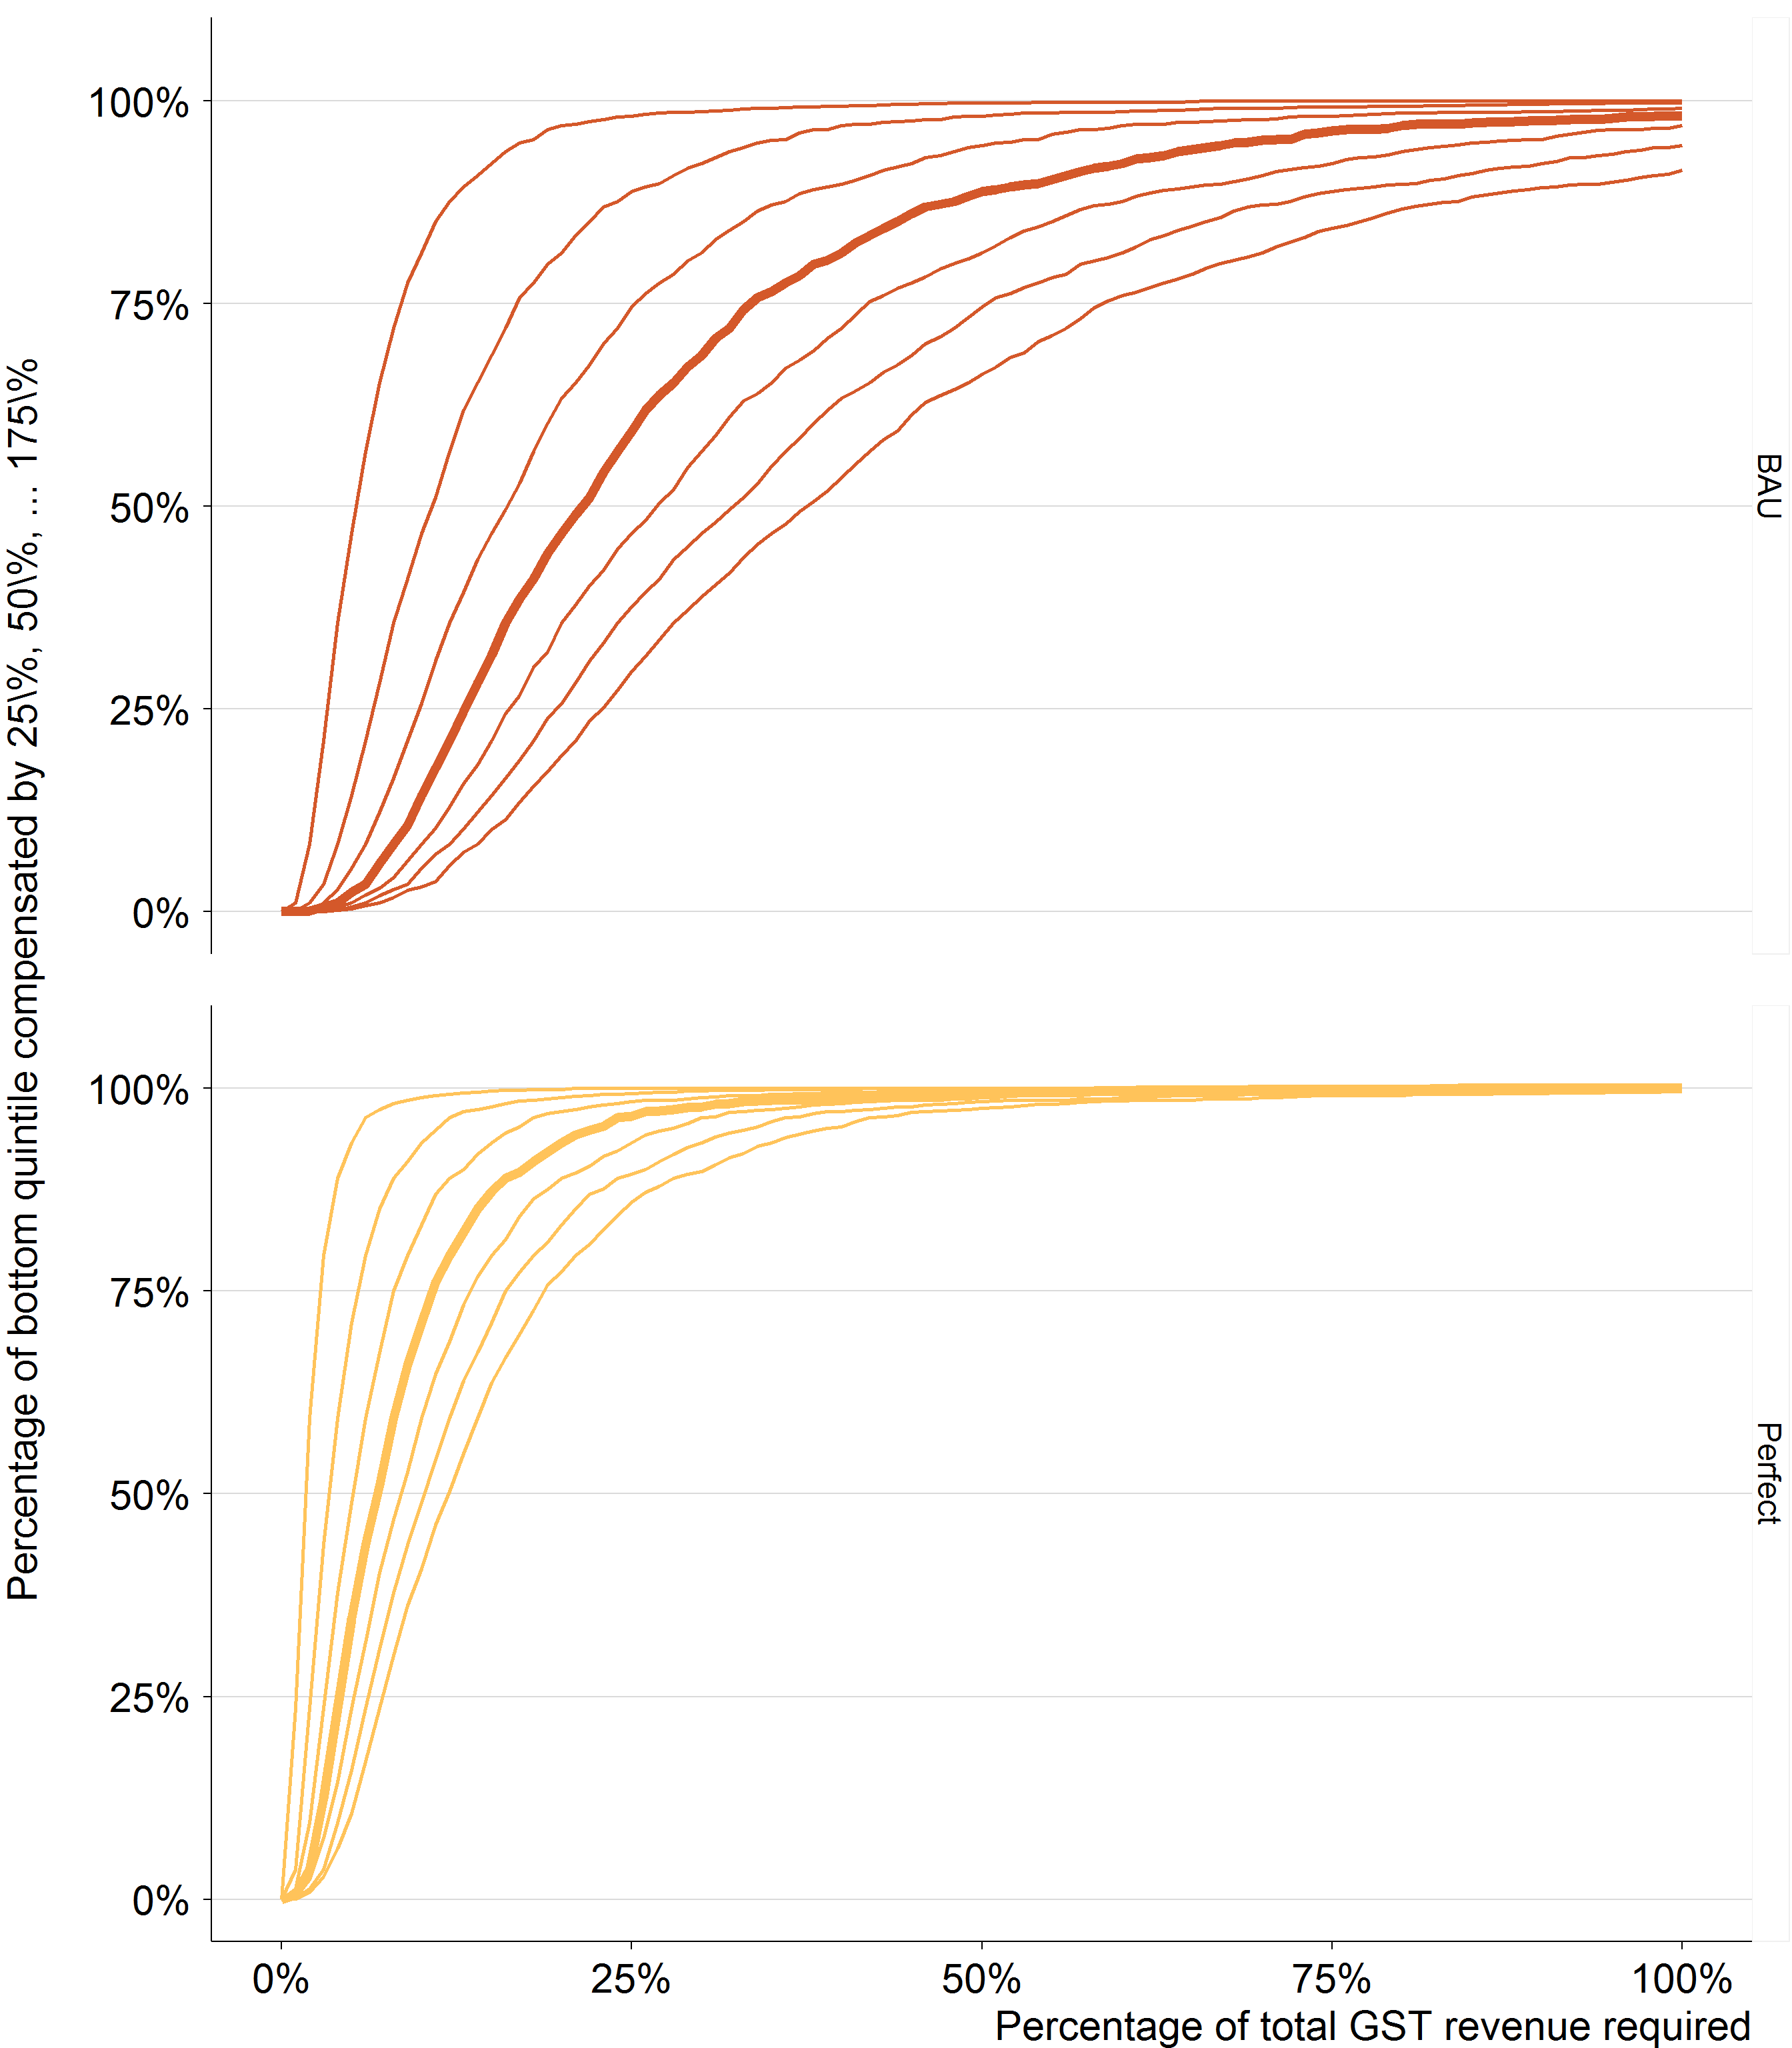 Percentage of bottom quintile compensated by 25\%, 50\%, ... 175\%
100%
75%
50%
25%
0%
BAU
100%
75%
50%
25%
0%
Perfect
0% 25% 50% 75% 100%
Percentage of total GST revenue required